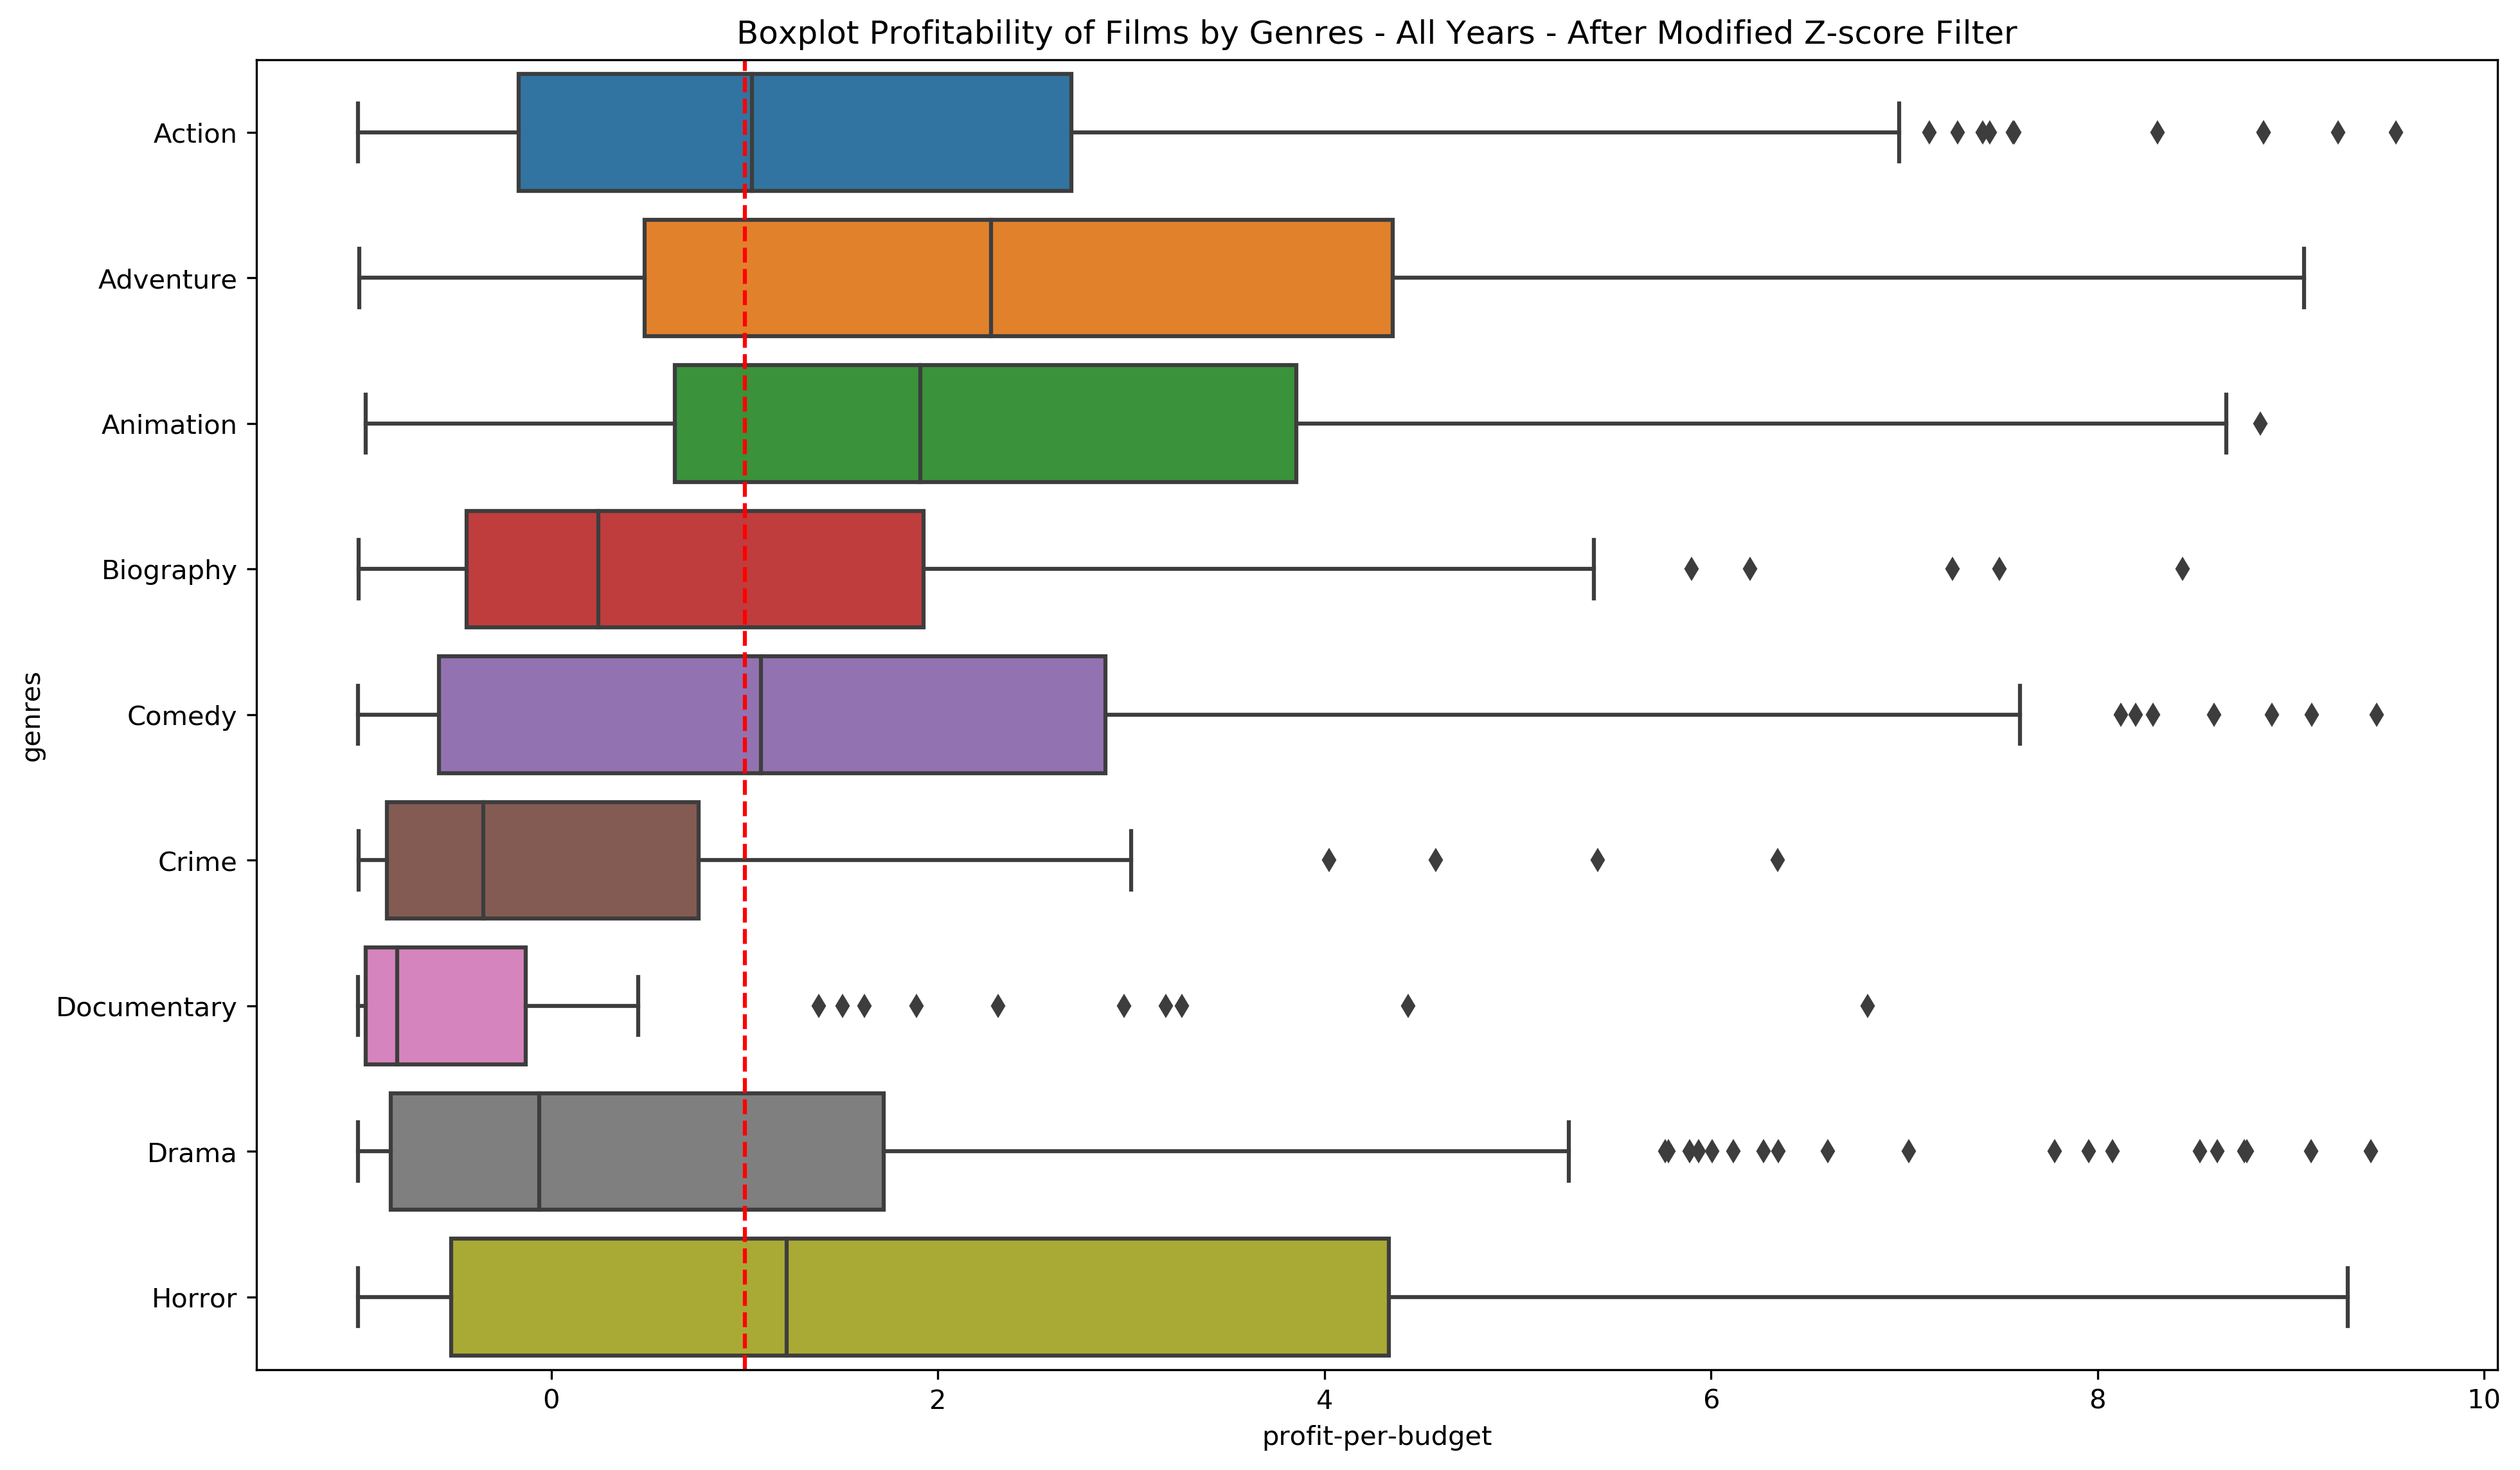 Boxplot Profitability of Films by Genres - All Years - After Modified Z-score Filter
Action
Adventure
Animation
Biography
Comedy
Crime
Documentary
Drama
Horror
genres
0 2 4 6 8 10
profit-per-budget